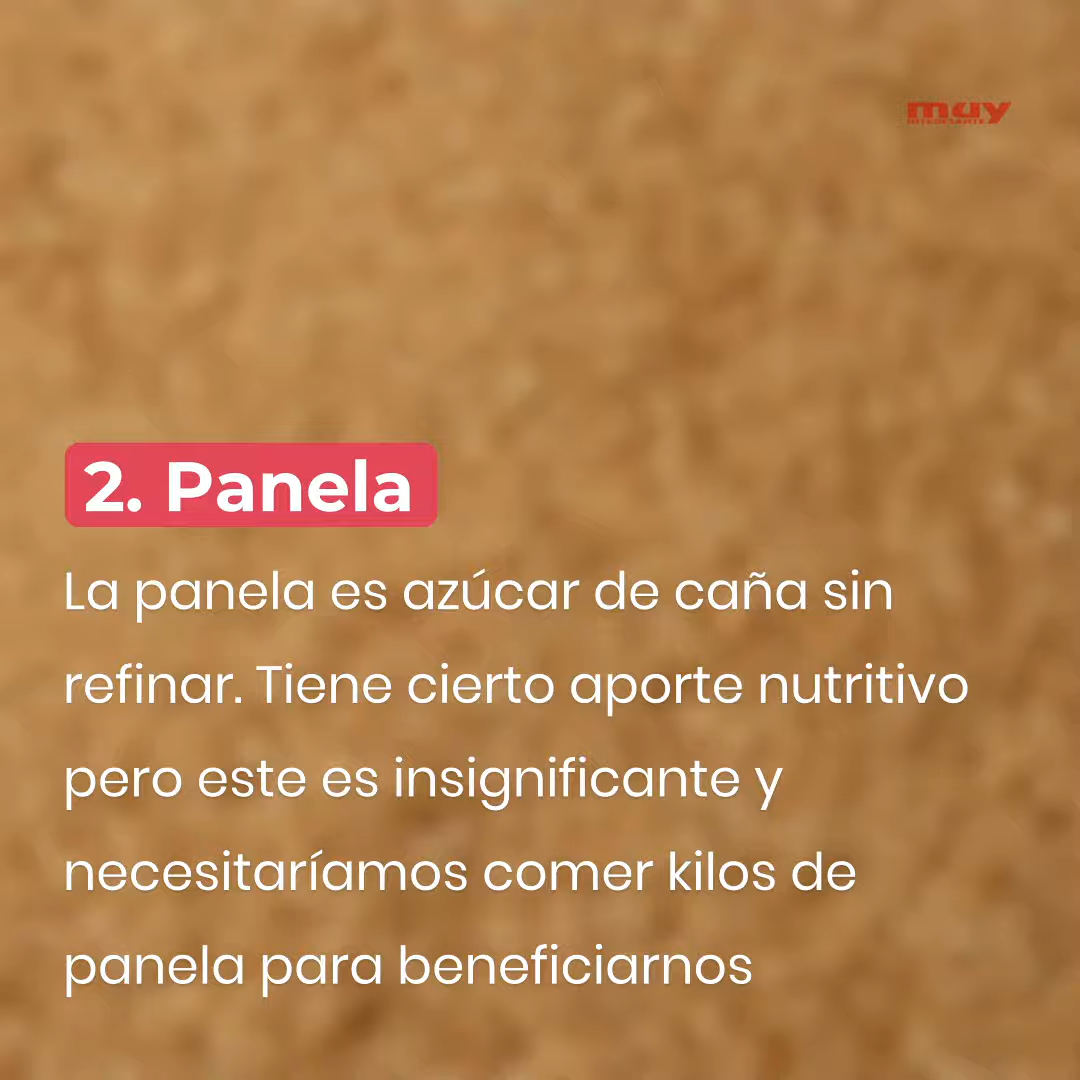 muy
2. Panela
La panela es azúcar de caña sin
refinar. Tiene cierto aporte nutritivo
pero este es insignificante y
necesitaríamos comer kilos de
panela para beneficiarnos